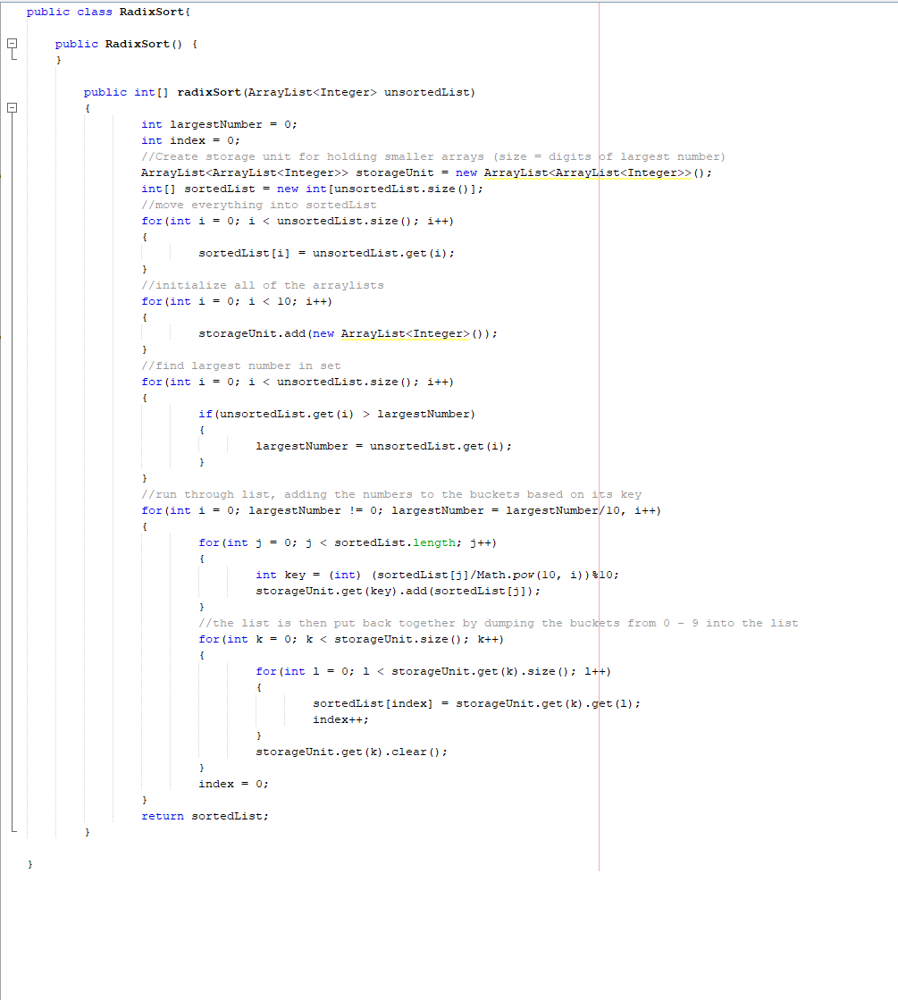 public class RadixSort{
public RadixSort() {
}
public int[] radixSort(ArrayList<Integer> unsortedList)
{
int largestNumber = 0;
int index = 0;
//Create storage unit for holding smaller arrays (size = digits of largest number)
ArrayList<ArrayList<Integer>> storageUnit = new ArrayList<ArrayList<Integer>>();
int[] sortedList = new int[unsortedList.size()];
//move everything into sortedList
for(int i = 0; i < unsortedList.size(); i++)
{
sortedList[i] = unsortedList.get(i);
}
//initialize all of the arraylists
for(int i = 0; i < 10; i++)
{
storageUnit.add(new ArrayList<Integer>());
}
//find largest number in set
for(int i = 0; i < unsortedList.size(); i++)
{
if(unsortedList.get(i) > largestNumber)
{
largestNumber = unsortedList.get(i);
}
}
//run through list, adding the numbers to the buckets based on its key
for(int i = 0; largestNumber != 0; largestNumber = largestNumber/10, i++)
{
for(int j = 0; j < sortedList.length; j++)
{
int key = (int) (sortedList[j]/Math.pow(10, i))%10;
storageUnit.get(key).add(sortedList[j]);
}
//the list is then put back together by dumping the buckets from 0 - 9 into the list
for(int k = 0; k < storageUnit.size(); k++)
{
for(int l = 0; l < storageUnit.get(k).size(); l++)
{
sortedList[index] = storageUnit.get(k).get(l);
index++;
}
storageUnit.get(k).clear();
}
index = 0;
}
return sortedList;
}
}